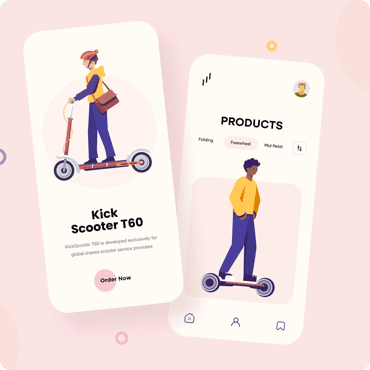 Kick
Scooter T60
KickScooter T60 is developed exclusively for
global shared scooter service providers
Order Now
PRODUCTS
Folding
Freewheel
Mid Petal